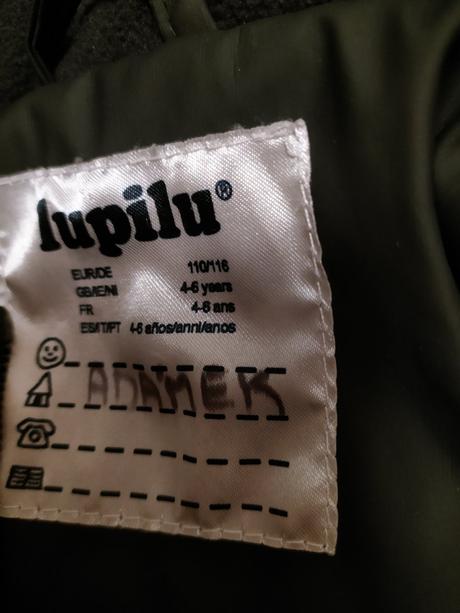 lupilu®
EUR/DE 110/116
GB/IE/NI 4-6 years
FR 4-6 ans
ES/IT/PT 4-6 años/anni/anos
ADÁMEK